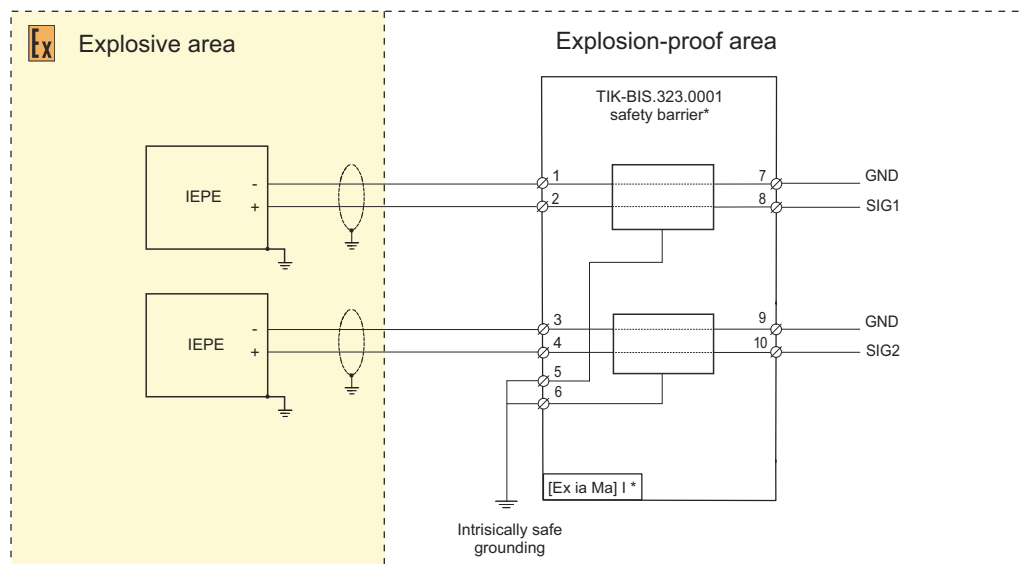 Ex Explosive area
Explosion-proof area
TIK-BIS.323.0001
safety barrier*
IEPE
-
+
1
2
7
8
GND
SIG1
IEPE
-
+
3
4
5
6
9
10
GND
SIG2
[Ex ia Ma] I *
Intrisically safe
grounding